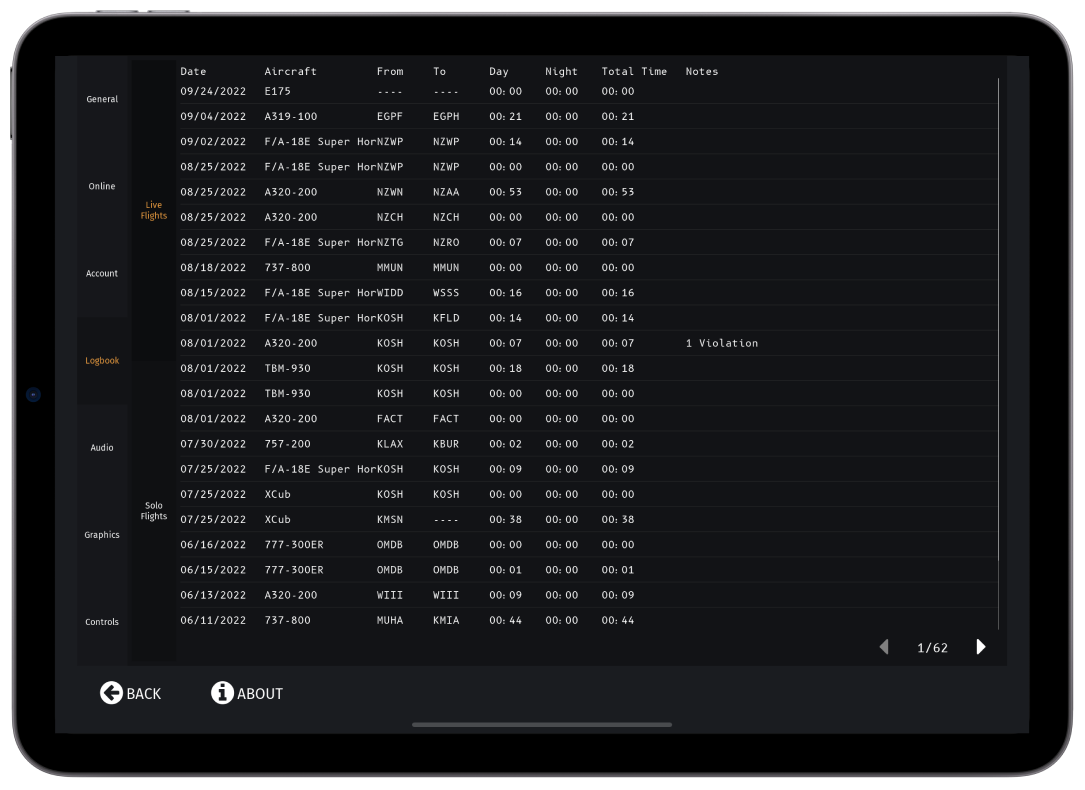 Date Aircraft From To Day Night Total Time Notes
09/24/2022 E175 ---- ---- 00:00 00:00 00:00
General
09/04/2022 A319-100 EGPF EGPH 00:21 00:00 00:21
09/02/2022 F/A-18E Super HorNZWP NZWP 00:14 00:00 00:14
08/25/2022 F/A-18E Super HorNZWP NZWP 00:00 00:00 00:00
Online
08/25/2022 A320-200 NZWN NZAA 00:53 00:00 00:53
Live
Flights
08/25/2022 A320-200 NZCH NZCH 00:00 00:00 00:00
08/25/2022 F/A-18E Super HorNZTG NZRO 00:07 00:00 00:07
Account
08/18/2022 737-800 MMUN MMUN 00:00 00:00 00:00
08/15/2022 F/A-18E Super HorWIDD WSSS 00:16 00:00 00:16
08/01/2022 F/A-18E Super HorKOSH KFLD 00:14 00:00 00:14
08/01/2022 A320-200 KOSH KOSH 00:07 00:00 00:07 1 Violation
Logbook
08/01/2022 TBM-930 KOSH KOSH 00:18 00:00 00:18
08/01/2022 TBM-930 KOSH KOSH 00:00 00:00 00:00
08/01/2022 A320-200 FACT FACT 00:00 00:00 00:00
Audio
07/30/2022 757-200 KLAX KBUR 00:02 00:00 00:02
07/25/2022 F/A-18E Super HorKOSH KOSH 00:09 00:00 00:09
07/25/2022 XCub KOSH KOSH 00:00 00:00 00:00
Solo
Flights
07/25/2022 XCub KMSN ---- 00:38 00:00 00:38
Graphics
06/16/2022 777-300ER OMDB OMDB 00:00 00:00 00:00
06/15/2022 777-300ER OMDB OMDB 00:01 00:00 00:01
06/13/2022 A320-200 WIII WIII 00:09 00:00 00:09
Controls
06/11/2022 737-800 MUHA KMIA 00:44 00:00 00:44
1/62
BACK ABOUT